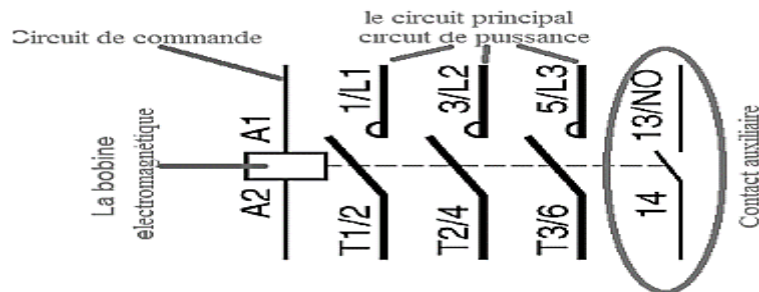 le circuit principal
Circuit de commande
circuit de puissance
La bobine
électromagnétique
A1
A2
1/L1
3/L2
5/L3
13/NO
T1/2
T2/4
T3/6
14
Contact auxiliaire